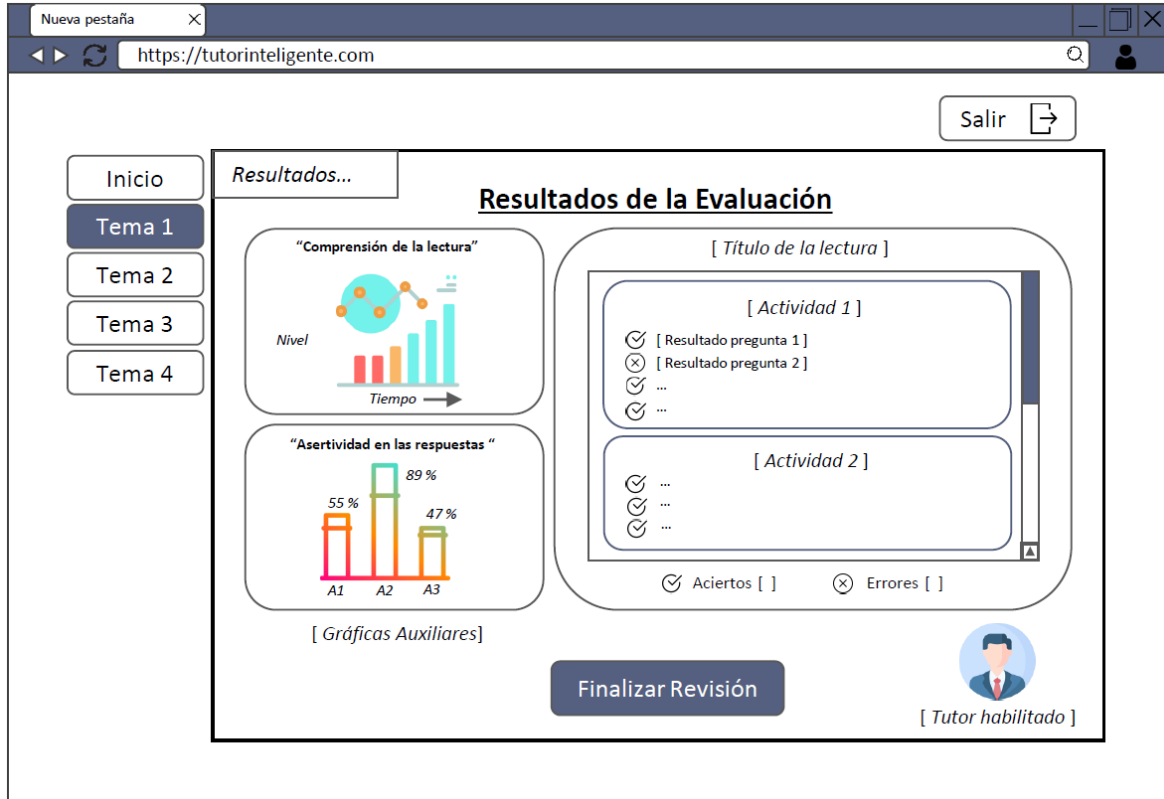 Nueva pestaña
https://tutorinteligente.com
Salir
Inicio
Tema 1
Tema 2
Tema 3
Tema 4
Resultados...
Resultados de la Evaluación
“Comprensión de la lectura”
Nivel
Tiempo
“Asertividad en las respuestas “
55 %
89 %
47 %
A1 A2 A3
[ Gráficas Auxiliares]
[ Título de la lectura ]
[ Actividad 1 ]
[ Resultado pregunta 1 ]
[ Resultado pregunta 2 ]
...
...
[ Actividad 2 ]
...
...
...
Aciertos [ ] Errores [ ]
Finalizar Revisión
[ Tutor habilitado ]